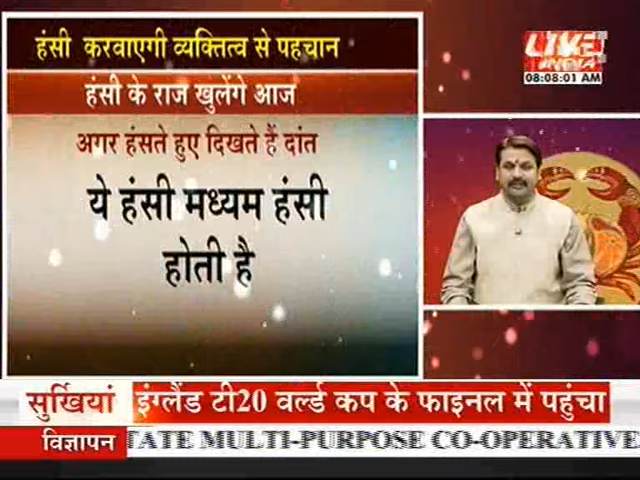 हंसी करवाएगी व्यक्तित्व से पहचान
हंसी के राज खुलेंगे आज
अगर हंसते हुए दिखते हैं दांत
ये हंसी मध्यम हंसी
होती है
LIVE
INDIA
08:08:01 AM
सुर्खियां
इंग्लैंड टी20 वर्ल्ड कप के फाइनल में पहुंचा
विज्ञापन
TATE MULTI-PURPOSE CO-OPERATIVE